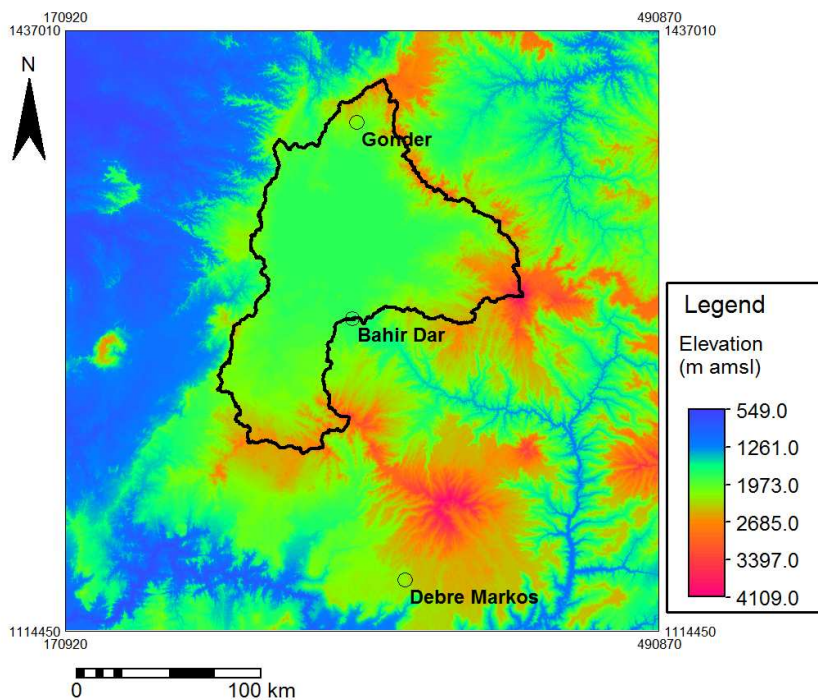 170920 490870
1437010 1437010
N
Gonder
Bahir Dar
Debre Markos
Legend
Elevation
(m amsl)
549.0
1261.0
1973.0
2685.0
3397.0
4109.0
1114450 1114450
170920 490870
0 100 km